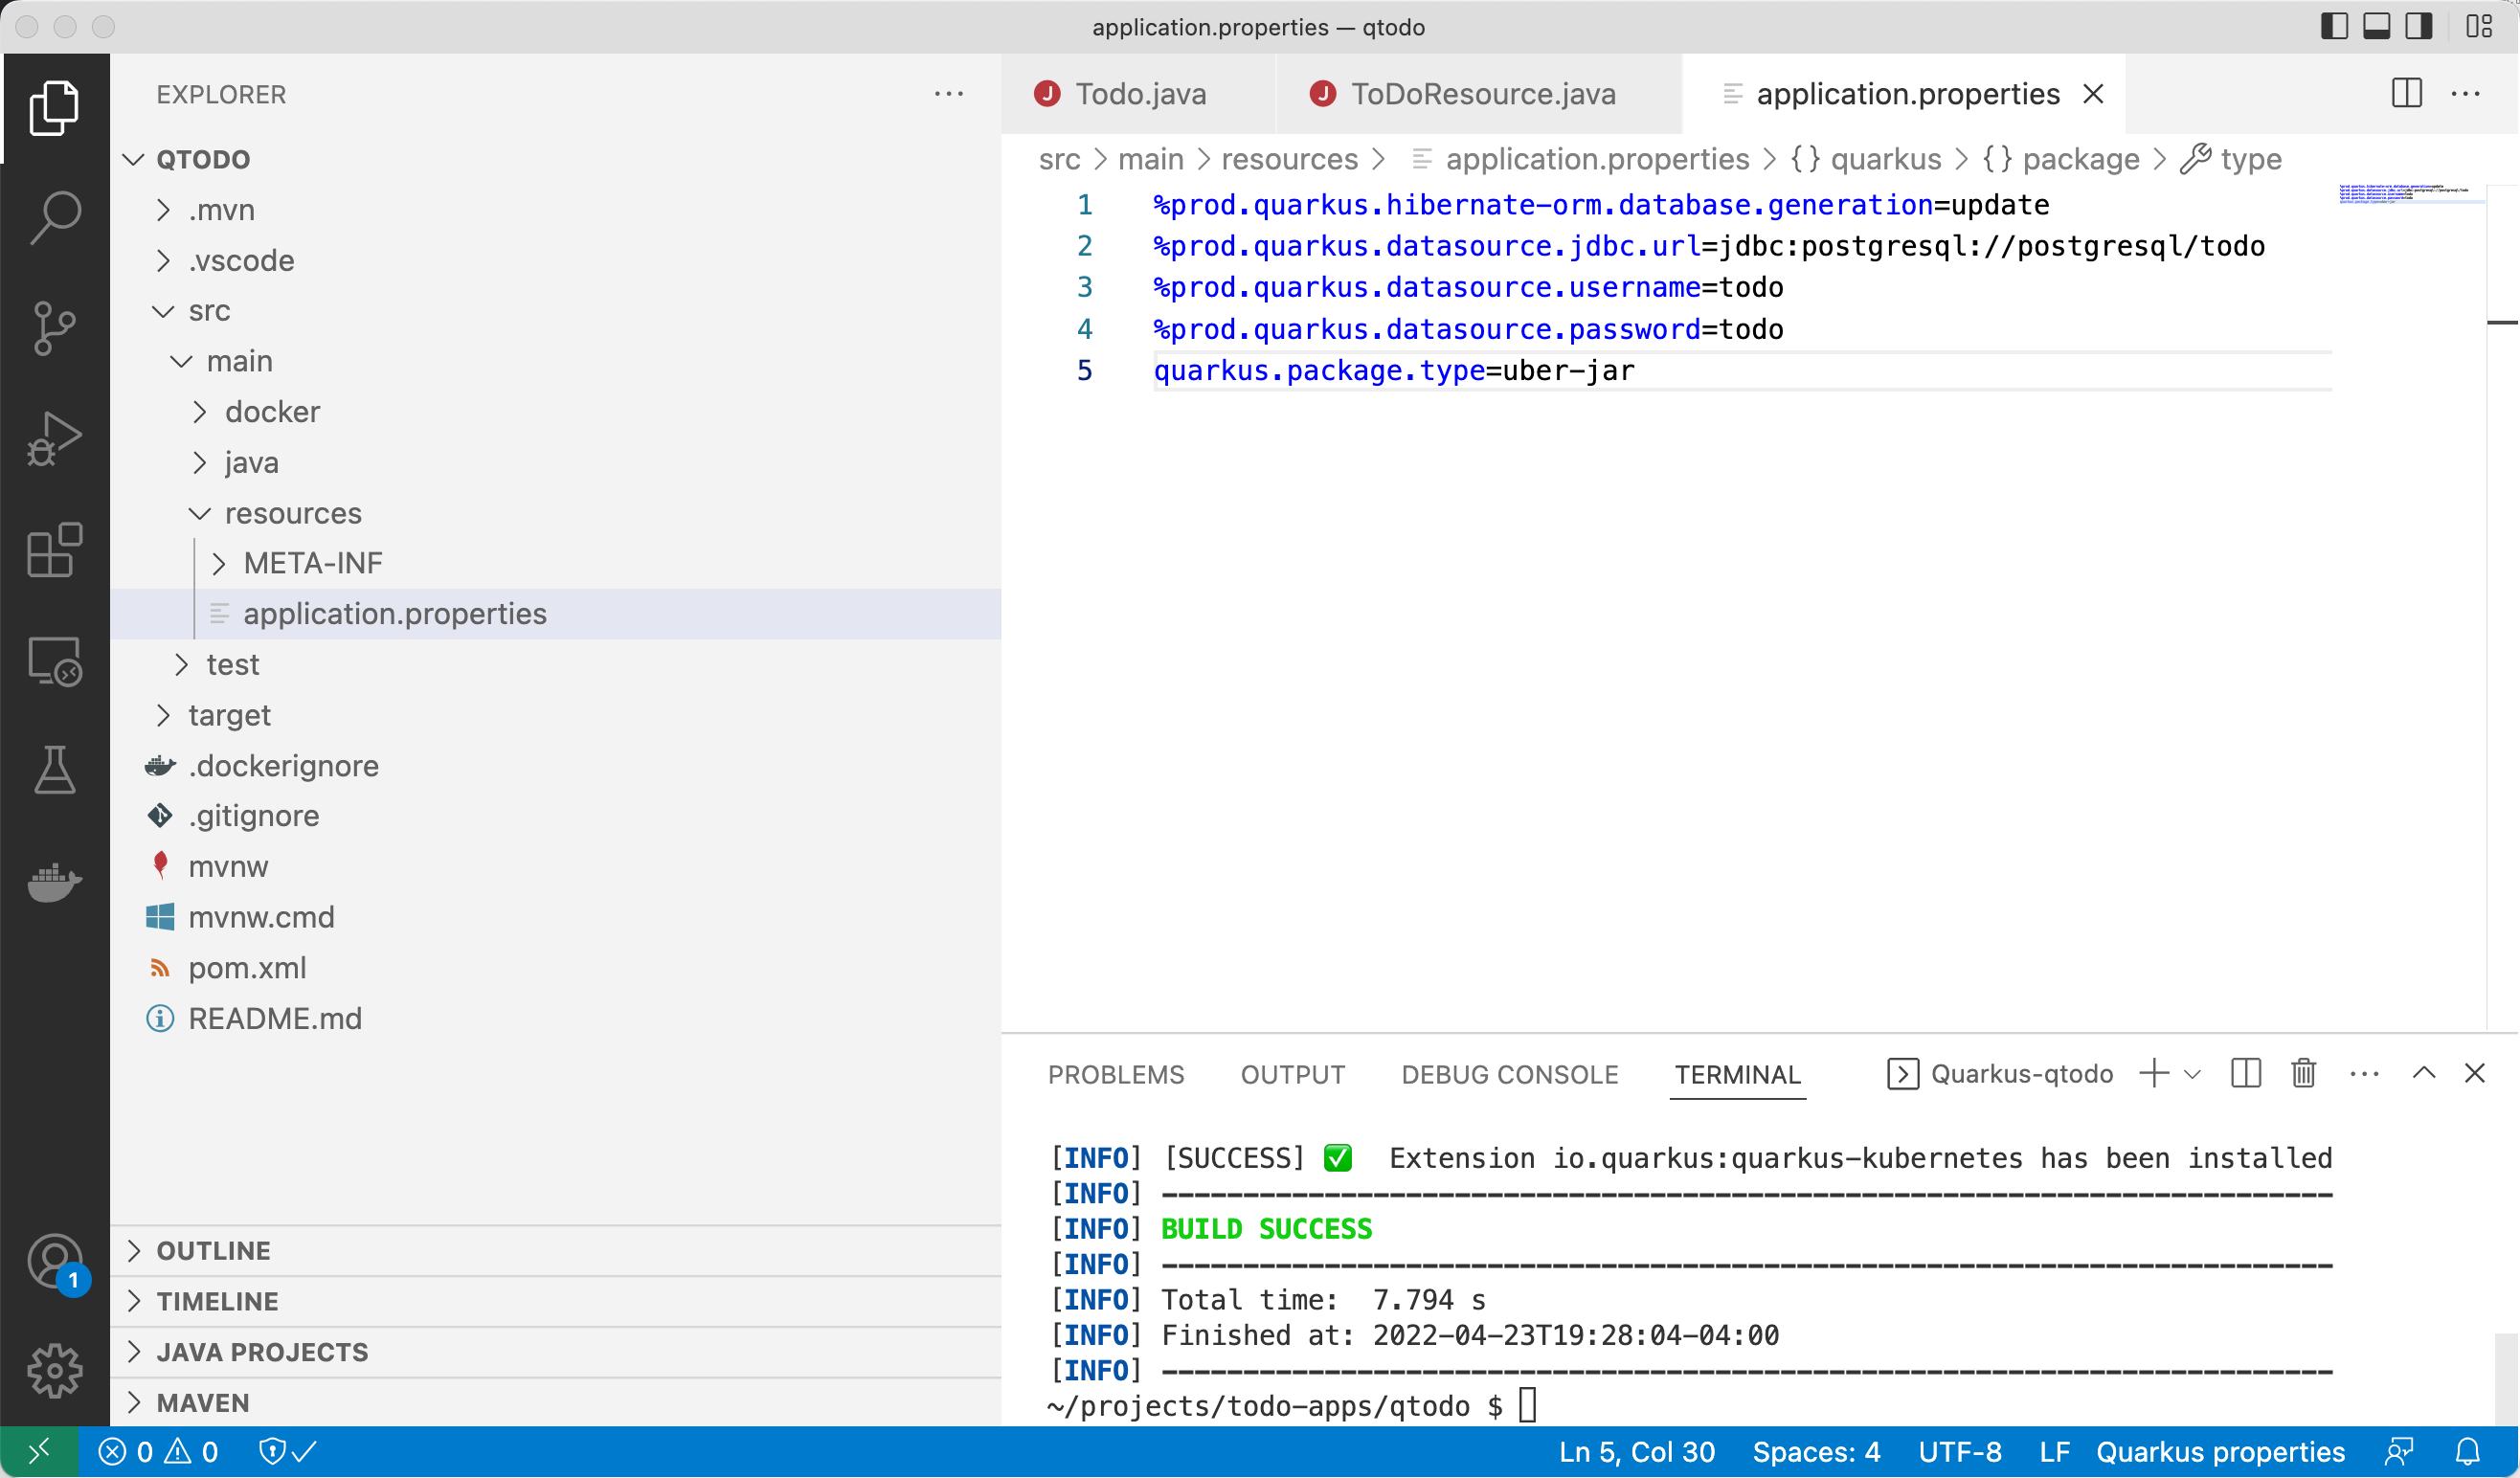 application.properties — qtodo
EXPLORER
QTODO
.mvn
.vscode
src
main
docker
java
resources
META-INF
application.properties
test
target
.dockerignore
.gitignore
mvnw
mvnw.cmd
pom.xml
README.md
OUTLINE
TIMELINE
JAVA PROJECTS
MAVEN
1
J Todo.java
J ToDoResource.java
application.properties
src > main > resources > application.properties > {} quarkus > {} package > type
1 %prod.quarkus.hibernate-orm.database.generation=update
2 %prod.quarkus.datasource.jdbc.url=jdbc:postgresql://postgresql/todo
3 %prod.quarkus.datasource.username=todo
4 %prod.quarkus.datasource.password=todo
5 quarkus.package.type=uber-jar
PROBLEMS OUTPUT DEBUG CONSOLE TERMINAL Quarkus-qtodo
[INFO] [SUCCESS] ✅ Extension io.quarkus:quarkus-kubernetes has been installed
[INFO] ------------------------------------------------------------------------
[INFO] BUILD SUCCESS
[INFO] ------------------------------------------------------------------------
[INFO] Total time:  7.794 s
[INFO] Finished at: 2022-04-23T19:28:04-04:00
[INFO] ------------------------------------------------------------------------
~/projects/todo-apps/qtodo $
0 0
Ln 5, Col 30 Spaces: 4 UTF-8 LF Quarkus properties